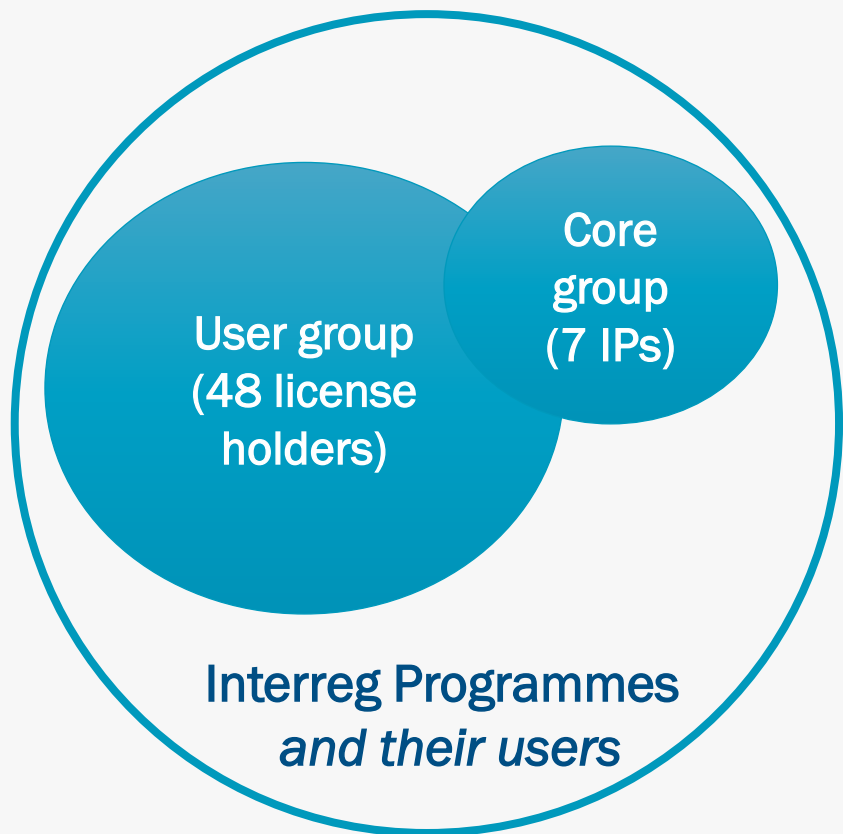 Core
group
(7 IPs)
User group
(48 license
holders)
Interreg Programmes
and their users